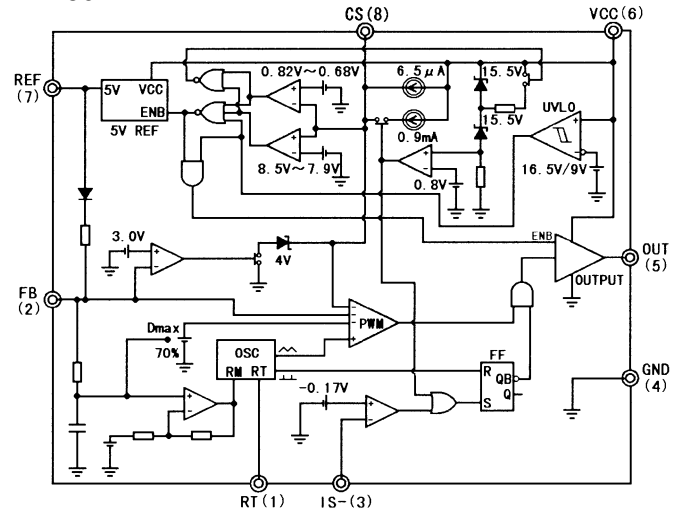 CS(8)
VCC(6)
REF
(7)
5V
VCC
ENB
5V REF
0.82V～0.68V
8.5V～7.9V
6.5μA
0.9mA
15.5V
15.5V
UVLO
16.5V/9V
0.8V
3.0V
4V
ENB
OUTPUT
OUT
(5)
FB
(2)
PWM
Dmax
70%
OSC
RM RT
FF
R
QB
Q
S
-0.17V
GND
(4)
RT(1)
IS-(3)